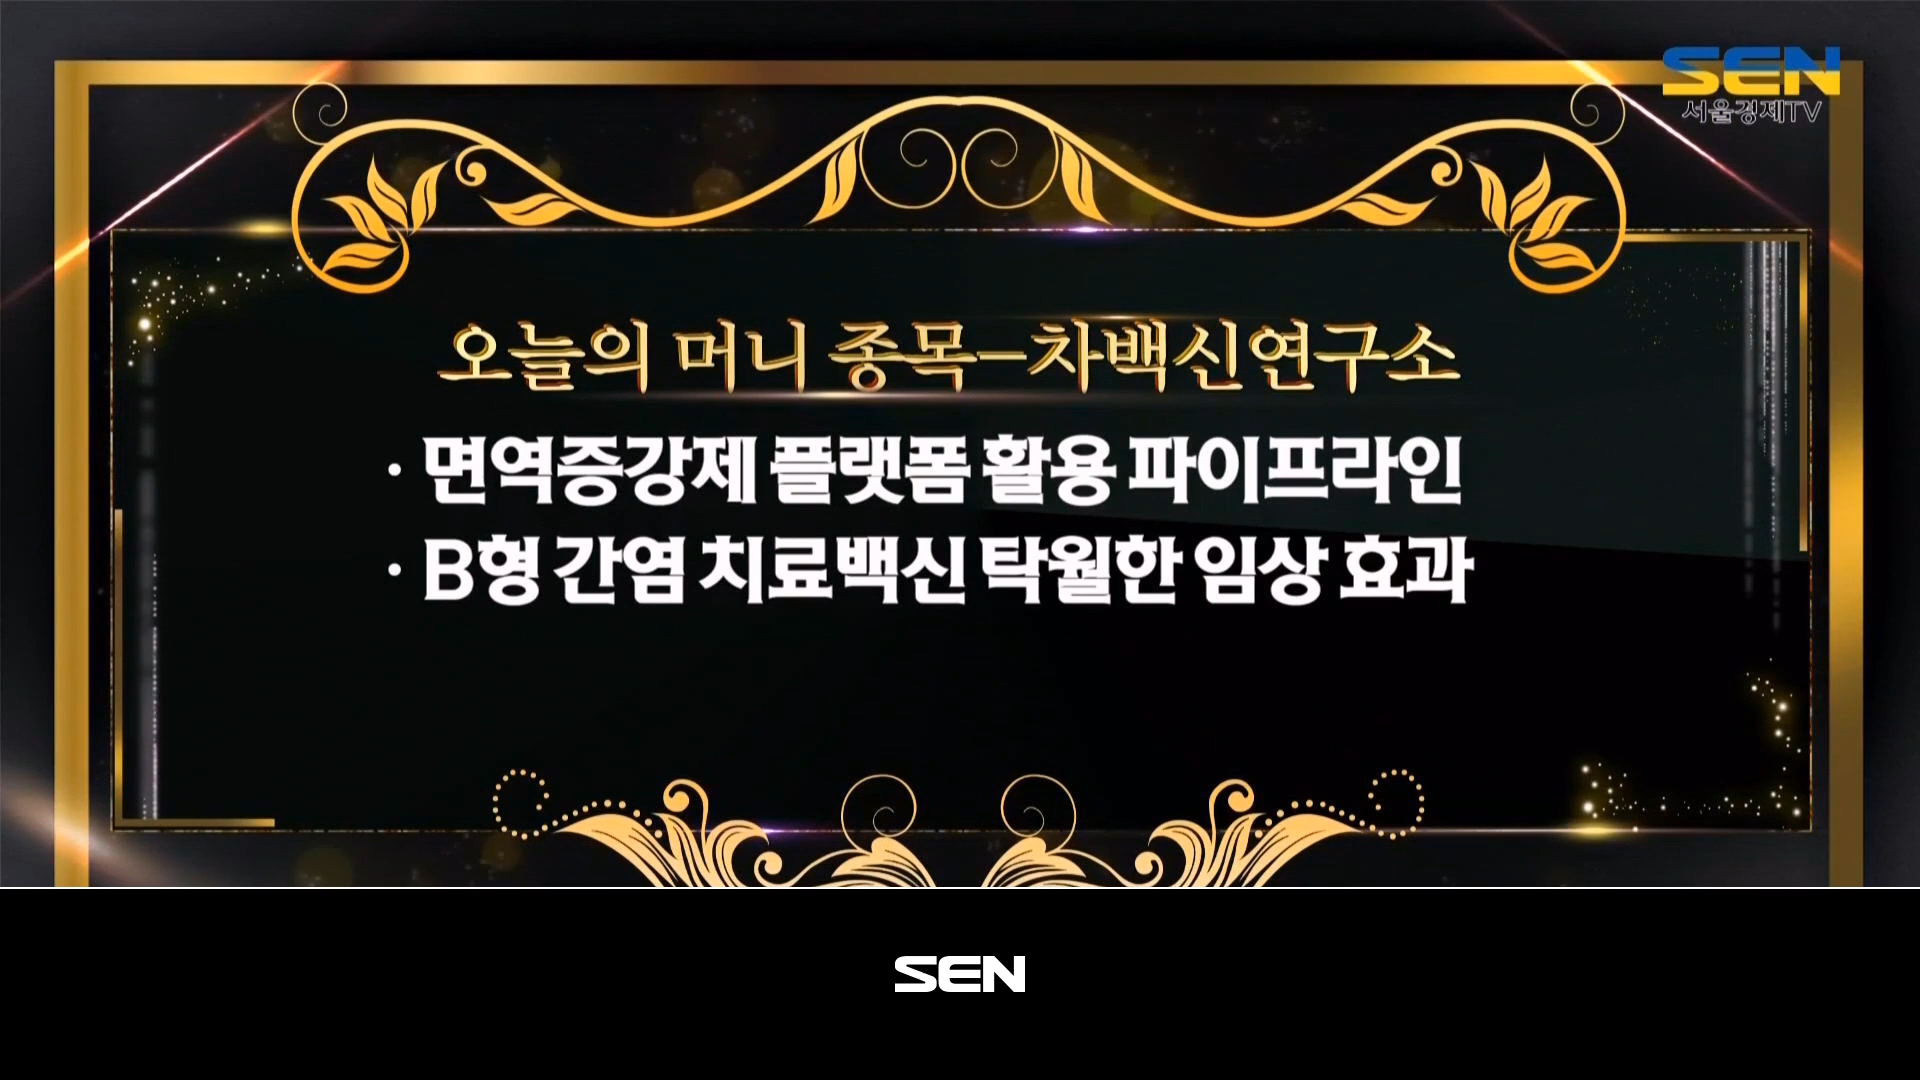 SEN
서울경제TV
오늘의 머니 종목-차백신연구소
· 면역증강제 플랫폼 활용 파이프라인
· B형 간염 치료백신 탁월한 임상 효과
SEN